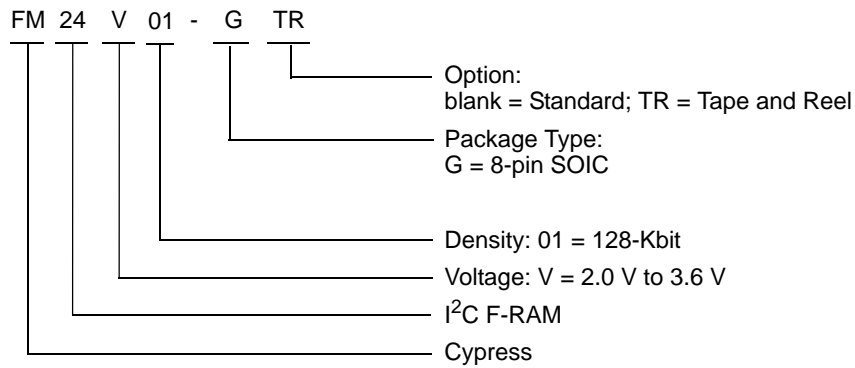 FM 24 V 01 - G TR
Option:
blank = Standard; TR = Tape and Reel
Package Type:
G = 8-pin SOIC
Density: 01 = 128-Kbit
Voltage: V = 2.0 V to 3.6 V
I²C F-RAM
Cypress